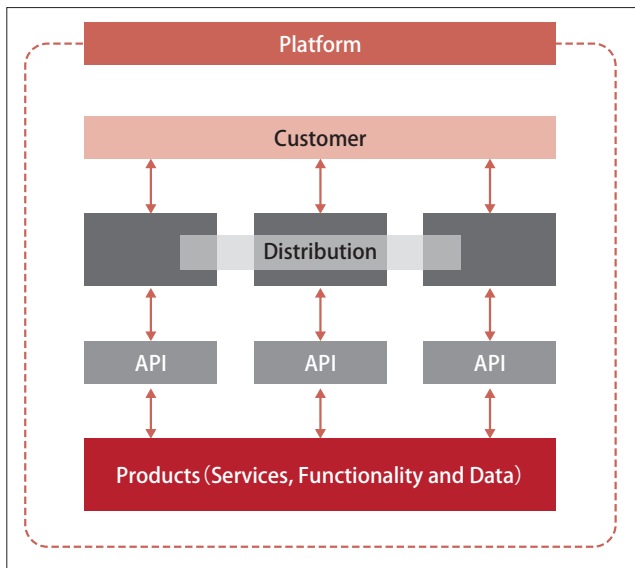 Platform
Customer
Distribution
API API API
Products（Services, Functionality and Data）